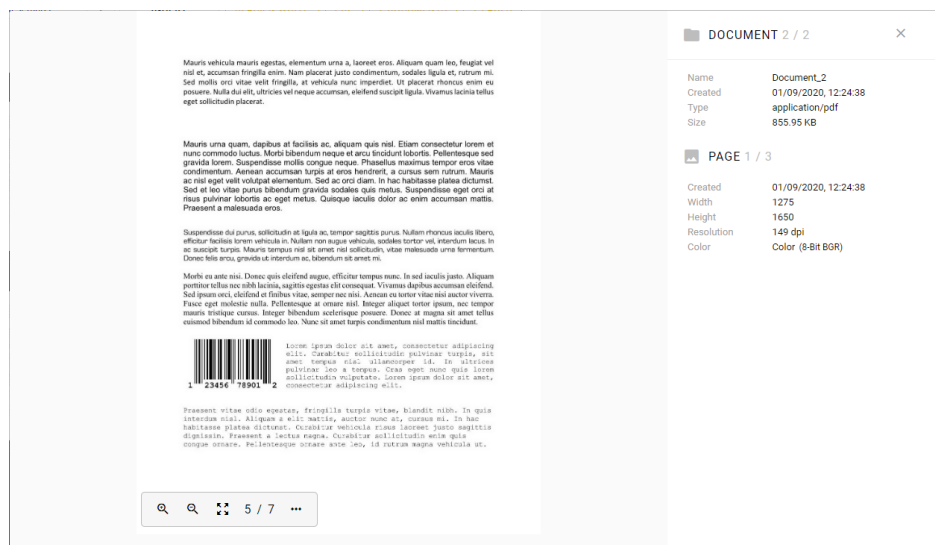 Mauris vehicula mauris egestas, elementum urna a, laoreet eros. Aliquam quam leo, feugiat vel
nisl et, accumsan fringilla enim. Nam placerat justo condimentum, sodales ligula et, rutrum mi.
Sed mollis orci vitae velit fringilla, at vehicula nunc imperdiet. Ut placerat rhoncus enim eu
posuere. Nulla dui elit, ultricies vel neque accumsan, eleifend suscipit ligula. Vivamus lacinia tellus
eget sollicitudin placerat.
Mauris urna quam, dapibus at facilisis ac, aliquam quis nisl. Etiam consectetur lorem et
nunc commodo luctus. Morbi bibendum neque et arcu tincidunt lobortis. Pellentesque sed
gravida lorem. Suspendisse mollis congue neque. Phasellus maximus tempor eros vitae
condimentum. Aenean accumsan turpis at eros hendrerit, a cursus sem rutrum. Mauris
ac nisl eget velit volutpat elementum. Sed ac orci diam. In hac habitasse platea dictumst.
Sed et leo vitae purus bibendum gravida sodales quis metus. Suspendisse eget orci at
risus pulvinar lobortis ac eget metus. Quisque iaculis dolor ac enim accumsan mattis.
Praesent a malesuada eros.
Suspendisse dui purus, sollicitudin at ligula ac, tempor sagittis purus. Nullam rhoncus iaculis libero,
efficitur facilisis lorem vehicula in. Nullam non augue vehicula, sodales tortor vel, interdum lacus. In
ac suscipit turpis. Mauris tempus nisl sit amet nisl sollicitudin, vitae malesuada urna fermentum.
Donec felis arcu, gravida ut interdum ac, bibendum sit amet mi.
Morbi eu ante nisi. Donec quis eleifend augue, efficitur tempus nunc. In sed iaculis justo. Aliquam
porttitor tellus nec nibh lacinia, sagittis egestas elit consequat. Vivamus dapibus accumsan eleifend.
Sed ipsum orci, eleifend et finibus vitae, semper nec nisi. Aenean eu tortor vitae nisi auctor viverra.
Fusce eget molestie nulla. Pellentesque at ornare nisl. Integer aliquet tortor ipsum, nec tempor
mauris tristique cursus. Integer bibendum scelerisque posuere. Donec at magna sit amet tellus
euismod bibendum id commodo leo. Nunc sit amet turpis condimentum nisl mattis tincidunt.
1 23456 78901 2
Lorem ipsum dolor sit amet, consectetur adipiscing
elit. Curabitur sollicitudin pulvinar turpis, sit
amet tempus nisl ullamcorper id. In ultrices
pulvinar leo a tempus. Cras eget nunc quis lorem
sollicitudin vulputate. Lorem ipsum dolor sit amet,
consectetur adipiscing elit.
Praesent vitae odio egestas, fringilla turpis vitae, blandit nibh. In quis
interdum nisl. Aliquam a elit mattis, auctor nunc at, cursus mi. In hac
habitasse platea dictumst. Curabitur vehicula risus laoreet justo sagittis
dignissim. Praesent a lectus magna. Curabitur sollicitudin enim quis
congue ornare. Pellentesque ornare ante leo, id rutrum magna vehicula ut.
5 / 7
DOCUMENT 2 / 2
Name Document_2
Created 01/09/2020, 12:24:38
Type application/pdf
Size 855.95 KB
PAGE 1 / 3
Created 01/09/2020, 12:24:38
Width 1275
Height 1650
Resolution 149 dpi
Color Color (8-Bit BGR)